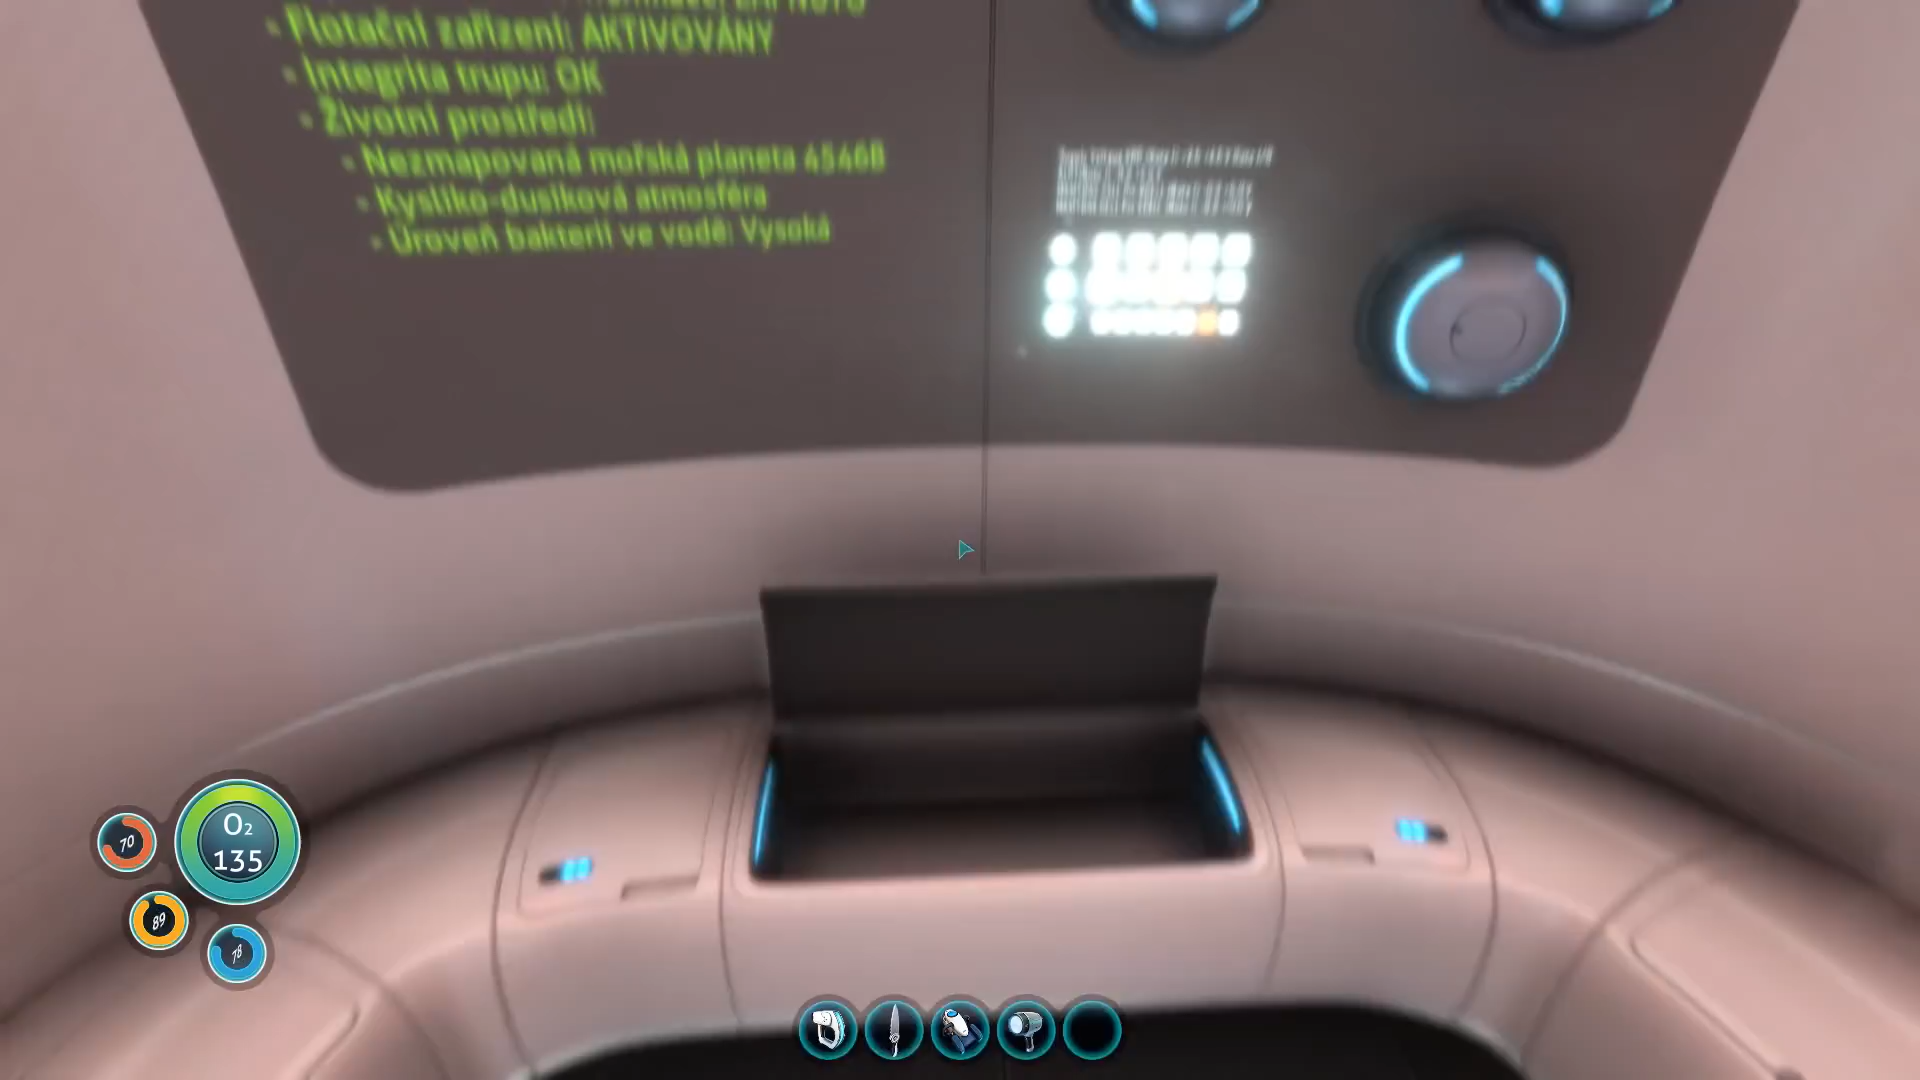 • Flotační zařízení: AKTIVOVÁNY
• Integrita trupu: OK
• Životní prostředí:
• Nezmapovaná mořská planeta 4546B
• Kyslíko-dusíková atmosféra
• Úroveň bakterií ve vodě: Vysoká
O₂
135
70
89
78